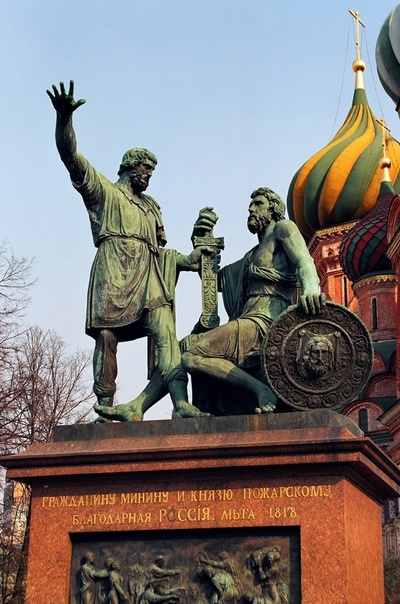 ГРАЖДАНИНУ МИНИНУ И КНЯЗЮ ПОЖАРСКОМУ
БЛАГОДАРНАЯ РОССІЯ. ЛѢТА 1818.